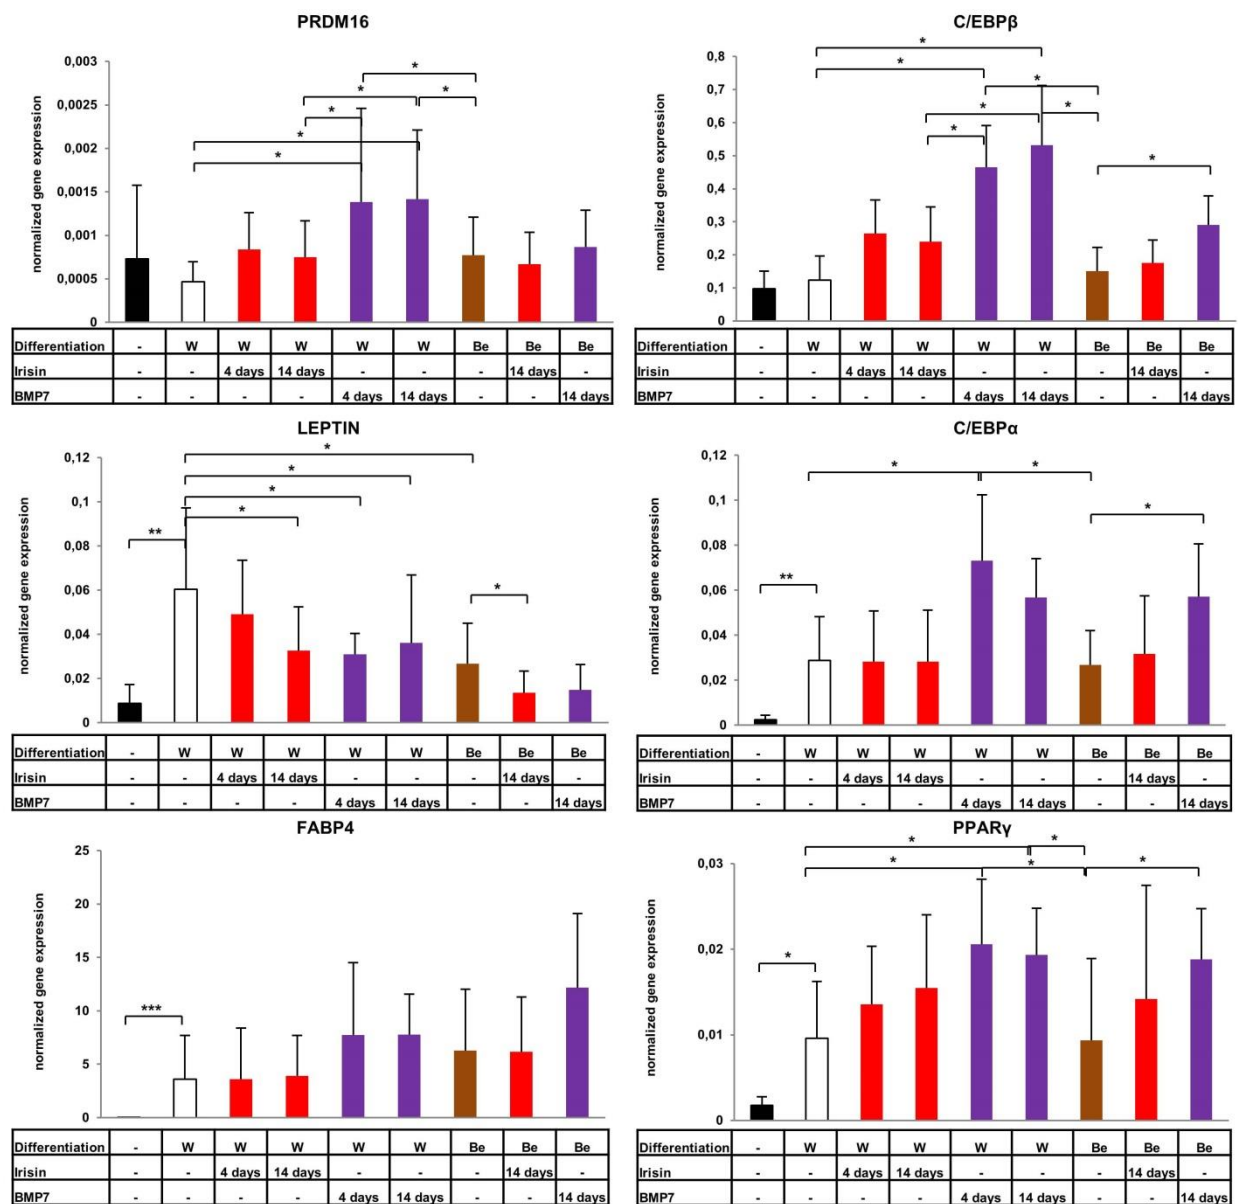 PRDM16
normalized gene expression
0,003
0,0025
0,002
0,0015
0,001
0,0005
0
* * * * * *
Differentiation - W W W W W Be Be Be
Irisin - - 4 days 14 days - - - 14 days -
BMP7 - - - - 4 days 14 days - - 14 days
C/EBPβ
normalized gene expression
0,8
0,7
0,6
0,5
0,4
0,3
0,2
0,1
0
* * * * * * *
Differentiation - W W W W W Be Be Be
Irisin - - 4 days 14 days - - - 14 days -
BMP7 - - - - 4 days 14 days - - 14 days
LEPTIN
normalized gene expression
0,12
0,1
0,08
0,06
0,04
0,02
0
* * * * ** *
Differentiation - W W W W W Be Be Be
Irisin - - 4 days 14 days - - - 14 days -
BMP7 - - - - 4 days 14 days - - 14 days
C/EBPα
normalized gene expression
0,12
0,1
0,08
0,06
0,04
0,02
0
* * * **
Differentiation - W W W W W Be Be Be
Irisin - - 4 days 14 days - - - 14 days -
BMP7 - - - - 4 days 14 days - - 14 days
FABP4
normalized gene expression
25
20
15
10
5
0
***
Differentiation - W W W W W Be Be Be
Irisin - - 4 days 14 days - - - 14 days -
BMP7 - - - - 4 days 14 days - - 14 days
PPARγ
normalized gene expression
0,03
0,02
0,01
0
* * * * * *
Differentiation - W W W W W Be Be Be
Irisin - - 4 days 14 days - - - 14 days -
BMP7 - - - - 4 days 14 days - - 14 days